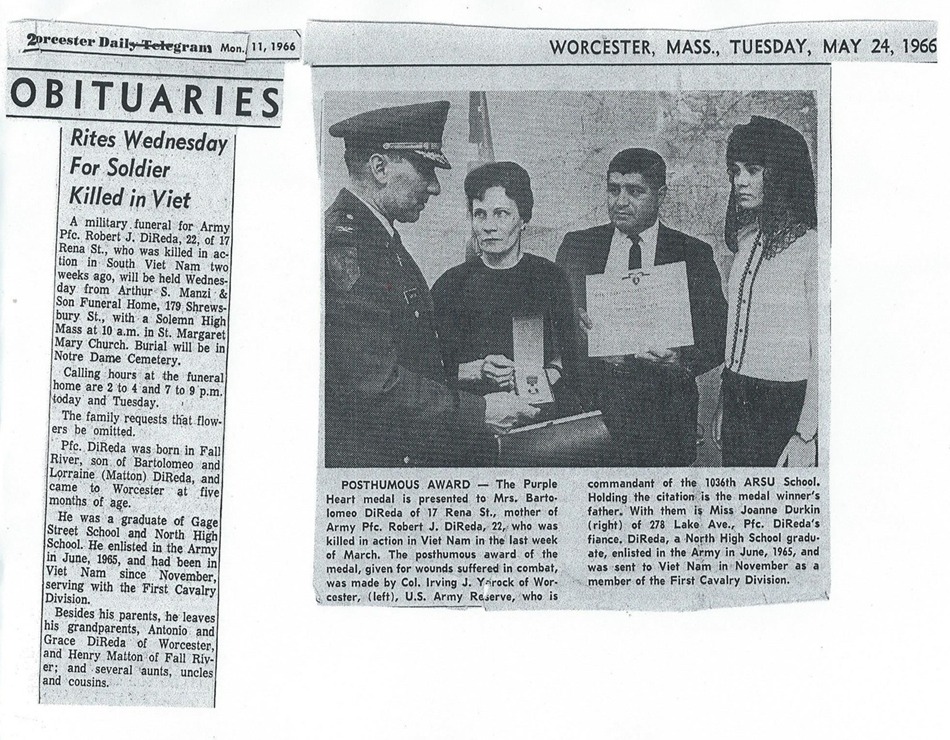 2orcester Daily Telegram Mon. 11, 1966
OBITUARIES
Rites Wednesday
For Soldier
Killed in Viet
A military funeral for Army
Pfc. Robert J. DiReda, 22, of 17
Rena St., who was killed in ac-
tion in South Viet Nam two
weeks ago, will be held Wednes-
day from Arthur S. Manzi &
Son Funeral Home, 179 Shrews-
bury St., with a Solemn High
Mass at 10 a.m. in St. Margaret
Mary Church. Burial will be in
Notre Dame Cemetery.
Calling hours at the funeral
home are 2 to 4 and 7 to 9 p.m.
today and Tuesday.
The family requests that flow-
ers be omitted.
Pfc. DiReda was born in Fall
River, son of Bartolomeo and
Lorraine (Matton) DiReda, and
came to Worcester at five
months of age.
He was a graduate of Gage
Street School and North High
School. He enlisted in the Army
in June, 1965, and had been in
Viet Nam since November,
serving with the First Cavalry
Division.
Besides his parents, he leaves
his grandparents, Antonio and
Grace DiReda of Worcester,
and Henry Matton of Fall Riv-
er; and several aunts, uncles
and cousins.
WORCESTER, MASS., TUESDAY, MAY 24, 1966
POSTHUMOUS AWARD — The Purple
Heart medal is presented to Mrs. Barto-
lomeo DiReda of 17 Rena St., mother of
Army Pfc. Robert J. DiReda, 22, who was
killed in action in Viet Nam in the last week
of March. The posthumous award of the
medal, given for wounds suffered in combat,
was made by Col. Irving J. Yarock of Wor-
cester, (left), U.S. Army Reserve, who is
commandant of the 1036th ARSU School.
Holding the citation is the medal winner's
father. With them is Miss Joanne Durkin
(right) of 278 Lake Ave., Pfc. DiReda's
fiance. DiReda, a North High School gradu-
ate, enlisted in the Army in June, 1965, and
was sent to Viet Nam in November as a
member of the First Cavalry Division.